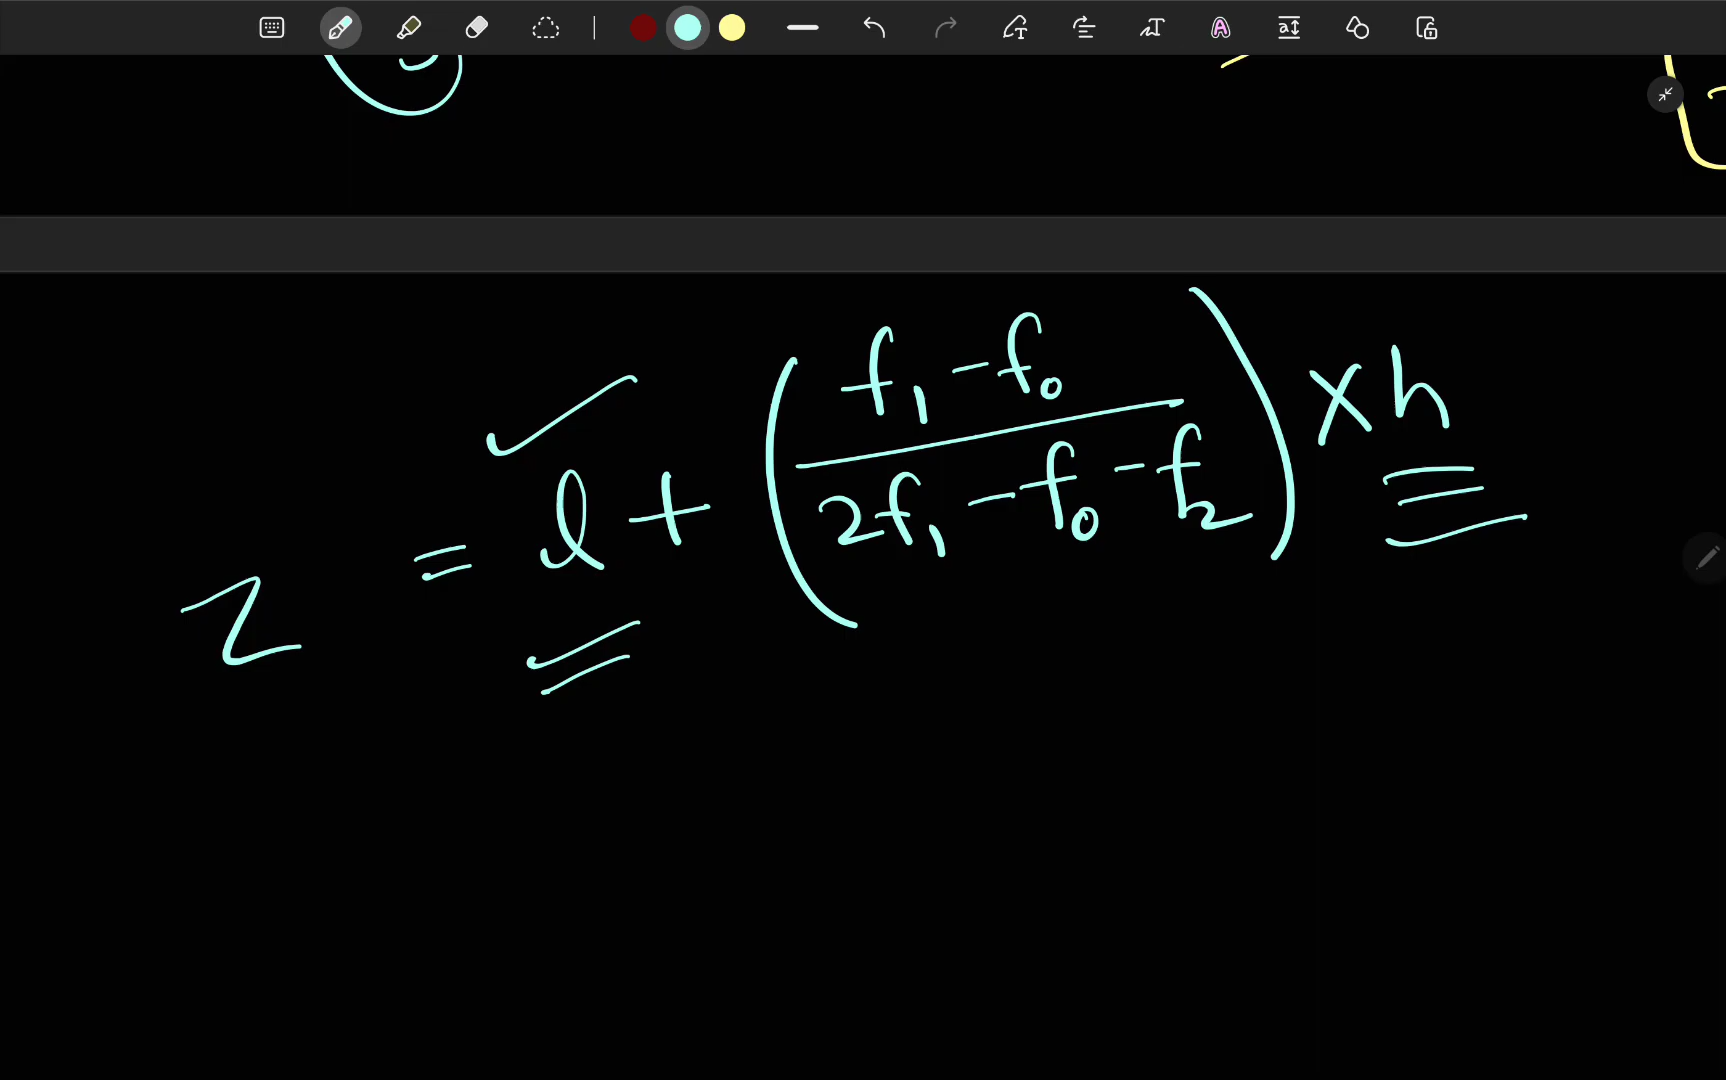 Z = l + ( f₁ - f₀ / 2f₁ - f₀ - f₂ ) × h